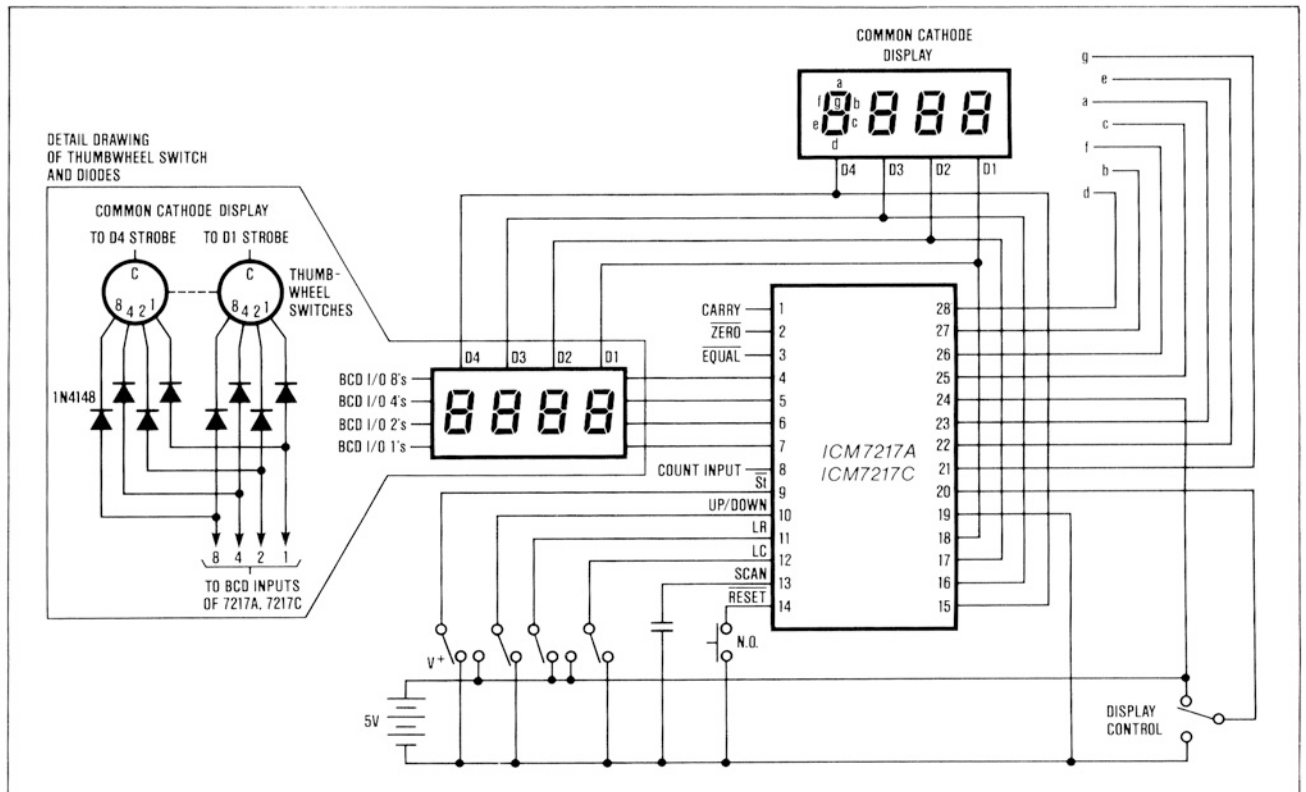 COMMON CATHODE
DISPLAY
a
f g b
e c
d
D4 D3 D2 D1
g
e
a
c
f
b
d
DETAIL DRAWING
OF THUMBWHEEL SWITCH
AND DIODES
COMMON CATHODE DISPLAY
TO D4 STROBE TO D1 STROBE
C C
8 4 2 1 8 4 2 1
THUMB-
WHEEL
SWITCHES
1N4148
8 4 2 1
TO BCD INPUTS
OF 7217A, 7217C
D4 D3 D2 D1
8888
8888
BCD I/O 8's
BCD I/O 4's
BCD I/O 2's
BCD I/O 1's
CARRY 1
ZERO 2
EQUAL 3
4
5
6
7
COUNT INPUT 8
St 9
UP/DOWN 10
LR 11
LC 12
SCAN 13
RESET 14
ICM7217A
ICM7217C
28
27
26
25
24
23
22
21
20
19
18
17
16
15
V+
N.O.
5V
DISPLAY
CONTROL